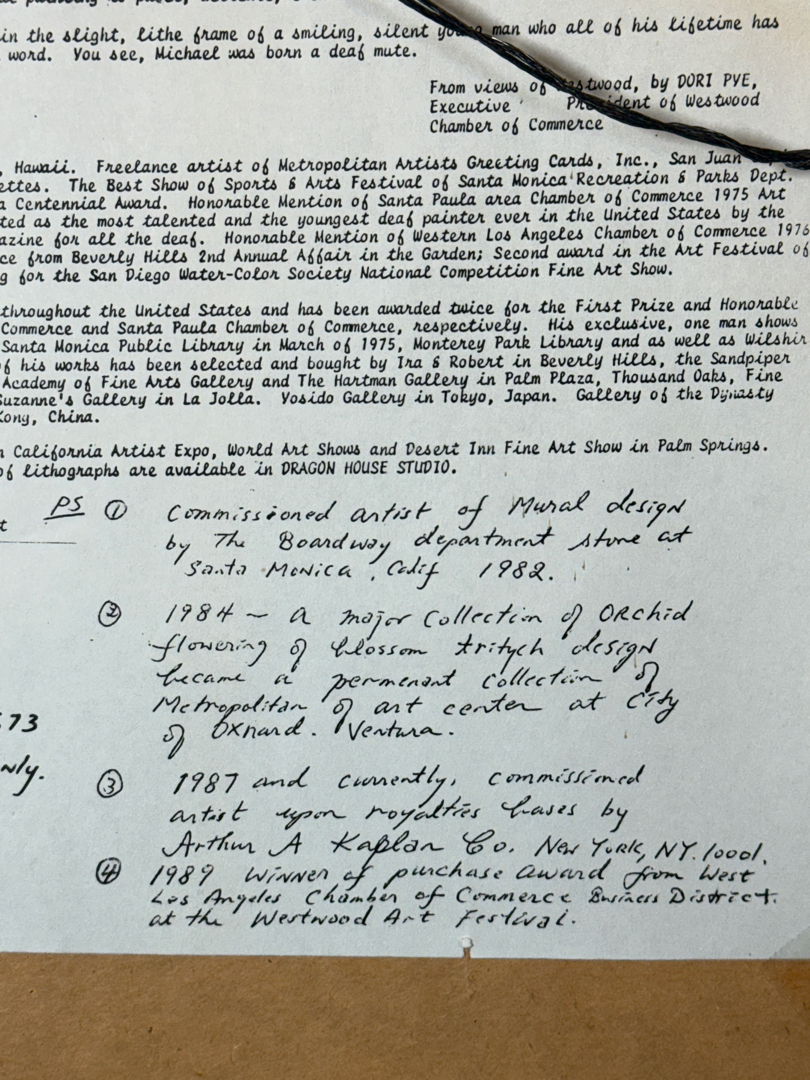 in the slight, lithe frame of a smiling, silent young man who all of his lifetime has
word. You see, Michael was born a deaf mute.
From views of Westwood, by DORI PYE,
Executive President of Westwood
Chamber of Commerce
, Hawaii. Freelance artist of Metropolitan Artists Greeting Cards, Inc., San Juan
ettes. The Best Show of Sports & Arts Festival of Santa Monica Recreation & Parks Dept.
a Centennial Award. Honorable Mention of Santa Paula area Chamber of Commerce 1975 Art
ted as the most talented and the youngest deaf painter ever in the United States by the
azine for all the deaf. Honorable Mention of Western Los Angeles Chamber of Commerce 1976
ce from Beverly Hills 2nd Annual Affair in the Garden; Second award in the Art Festival of
g for the San Diego Water-Color Society National Competition Fine Art Show.
throughout the United States and has been awarded twice for the First Prize and Honorable
Commerce and Santa Paula Chamber of Commerce, respectively. His exclusive, one man shows
Santa Monica Public Library in March of 1975, Monterey Park Library and as well as Wilshir
of his works has been selected and bought by Ira & Robert in Beverly Hills, the Sandpiper
Academy of Fine Arts Gallery and The Hartman Gallery in Palm Plaza, Thousand Oaks, Fine
Suzanne's Gallery in La Jolla. Yosido Gallery in Tokyo, Japan. Gallery of the Dynasty
Kong, China.
n California Artist Expo, World Art Shows and Desert Inn Fine Art Show in Palm Springs.
of lithographs are available in DRAGON HOUSE STUDIO.
t PS ① Commissioned artist of Mural design
by The Boardway department store at
Santa Monica, Calif 1982.
② 1984 ~ a major collection of ORchid
flowering of blossom tritych design
became a permenant collection of
Metropolitan of art center at City
of Oxnard. Ventura.
73
nly.
③ 1987 and currently, commissioned
artist upon royalties bases by
Arthur A Kaplan Co. New York, NY. 10001.
④ 1989 Winner of purchase award from West
Los Angeles Chamber of Commerce Business District.
at the Westwood Art Festival.